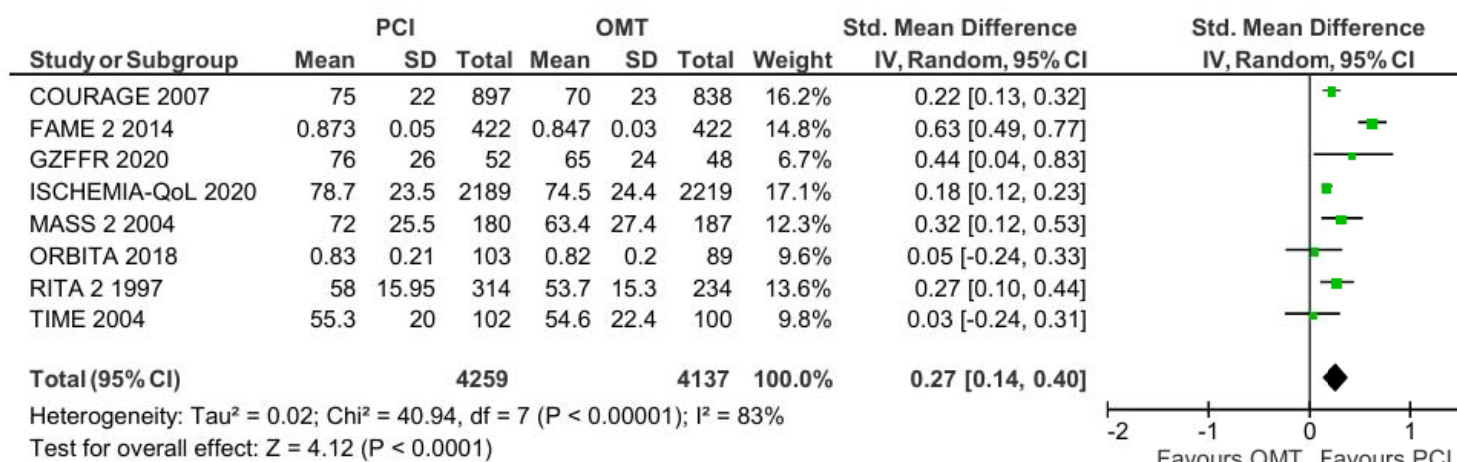 PCI OMT Std. Mean Difference Std. Mean Difference
Study or Subgroup Mean SD Total Mean SD Total Weight IV, Random, 95% CI IV, Random, 95% CI
COURAGE 2007 75 22 897 70 23 838 16.2% 0.22 [0.13, 0.32]
FAME 2 2014 0.873 0.05 422 0.847 0.03 422 14.8% 0.63 [0.49, 0.77]
GZFFR 2020 76 26 52 65 24 48 6.7% 0.44 [0.04, 0.83]
ISCHEMIA-QoL 2020 78.7 23.5 2189 74.5 24.4 2219 17.1% 0.18 [0.12, 0.23]
MASS 2 2004 72 25.5 180 63.4 27.4 187 12.3% 0.32 [0.12, 0.53]
ORBITA 2018 0.83 0.21 103 0.82 0.2 89 9.6% 0.05 [-0.24, 0.33]
RITA 2 1997 58 15.95 314 53.7 15.3 234 13.6% 0.27 [0.10, 0.44]
TIME 2004 55.3 20 102 54.6 22.4 100 9.8% 0.03 [-0.24, 0.31]
Total (95% CI) 4259 4137 100.0% 0.27 [0.14, 0.40]
Heterogeneity: Tau² = 0.02; Chi² = 40.94, df = 7 (P < 0.00001); I² = 83%
Test for overall effect: Z = 4.12 (P < 0.0001)
-2 -1 0 1
Favours OMT Favours PCI